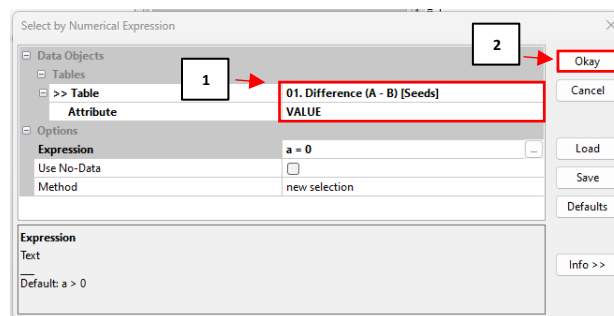 Select by Numerical Expression
2
Data Objects
Okay
Tables
1
>> Table
01. Difference (A - B) [Seeds]
Cancel
Attribute
VALUE
Options
Expression
a = 0
...
Load
Use No-Data
Save
Method
new selection
Defaults
Expression
Text
__
Info >>
Default: a > 0